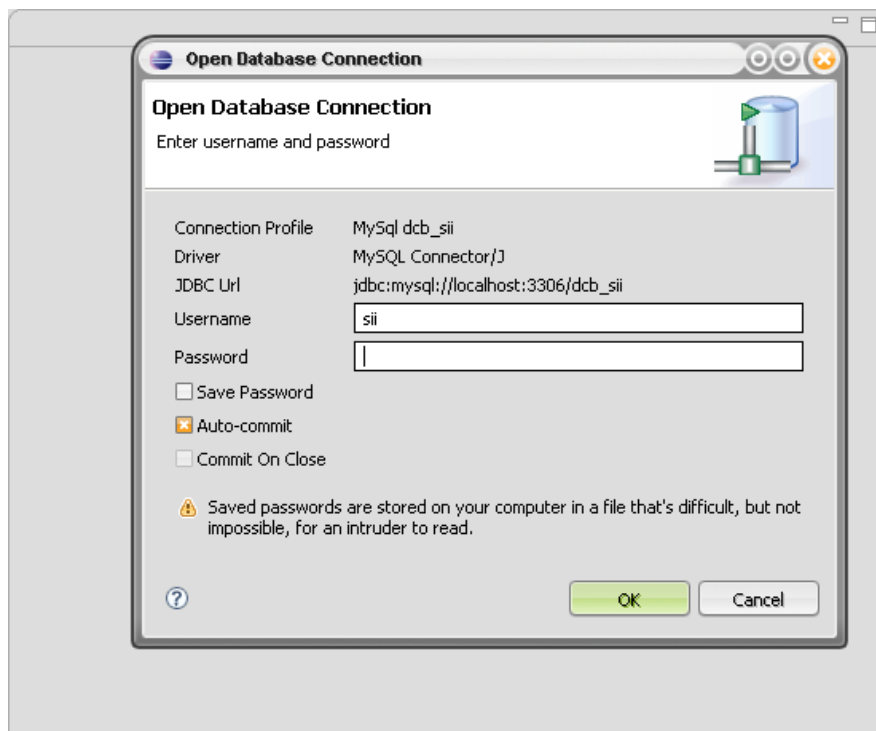 Open Database Connection
Open Database Connection
Enter username and password
Connection Profile MySql dcb_sii
Driver MySQL Connector/J
JDBC Url jdbc:mysql://localhost:3306/dcb_sii
Username sii
Password
Save Password
Auto-commit
Commit On Close
Saved passwords are stored on your computer in a file that's difficult, but not
impossible, for an intruder to read.
?
OK Cancel